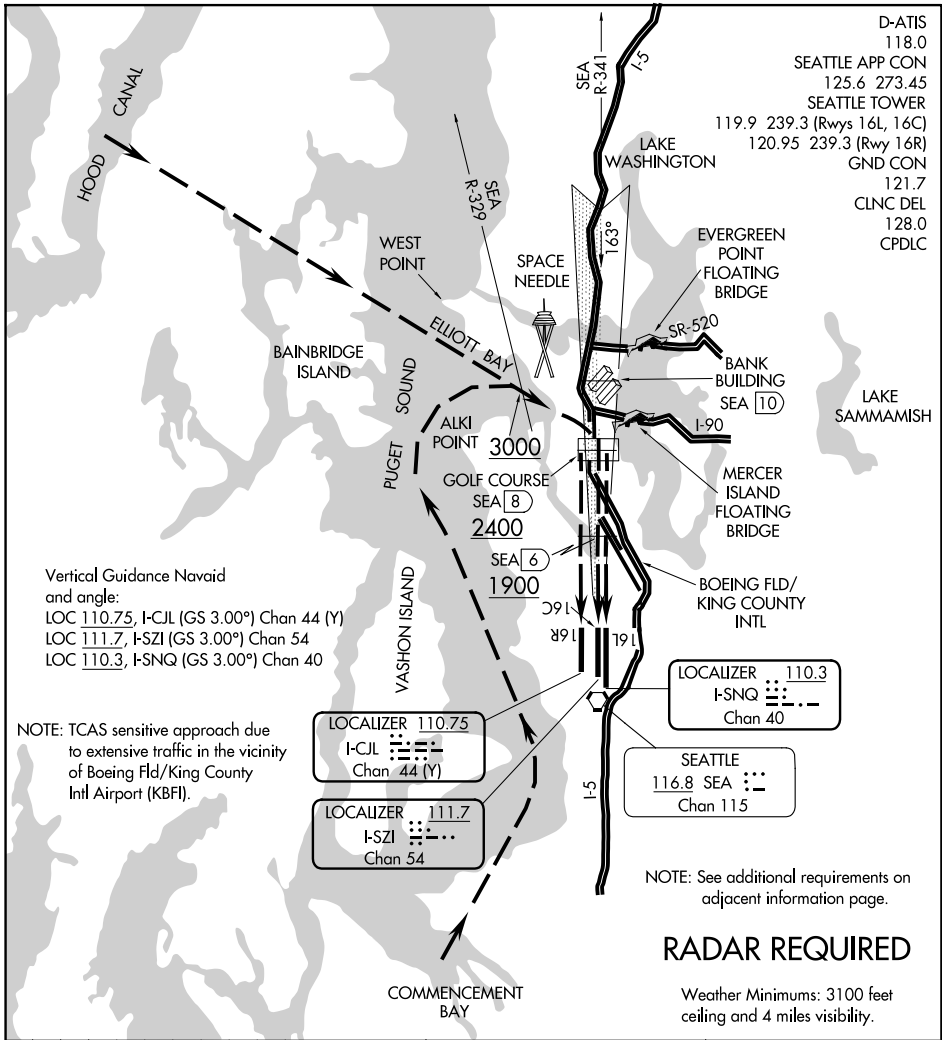 D-ATIS
118.0
SEATTLE APP CON
125.6 273.45
SEATTLE TOWER
119.9 239.3 (Rwys 16L, 16C)
120.95 239.3 (Rwy 16R)
GND CON
121.7
CLNC DEL
128.0
CPDLC
HOOD CANAL
SEA
R-341
I-5
LAKE
WASHINGTON
SEA
R-329
163°
WEST
POINT
SPACE
NEEDLE
EVERGREEN
POINT
FLOATING
BRIDGE
SR-520
ELLIOTT BAY
BAINBRIDGE
ISLAND
BANK
BUILDING
SEA 10
LAKE
SAMMAMISH
PUGET SOUND
ALKI
POINT
3000
I-90
GOLF COURSE
SEA 8
2400
MERCER
ISLAND
FLOATING
BRIDGE
SEA 6
1900
BOEING FLD/
KING COUNTY
INTL
Vertical Guidance Navaid
and angle:
LOC 110.75, I-CJL (GS 3.00°) Chan 44 (Y)
LOC 111.7, I-SZI (GS 3.00°) Chan 54
LOC 110.3, I-SNQ (GS 3.00°) Chan 40
VASHON ISLAND
16R
16C
16L
LOCALIZER 110.3
I-SNQ
Chan 40
NOTE: TCAS sensitive approach due
to extensive traffic in the vicinity
of Boeing Fld/King County
Intl Airport (KBFI).
LOCALIZER 110.75
I-CJL
Chan 44 (Y)
SEATTLE
116.8 SEA
Chan 115
I-5
LOCALIZER 111.7
I-SZI
Chan 54
NOTE: See additional requirements on
adjacent information page.
RADAR REQUIRED
COMMENCEMENT
BAY
Weather Minimums: 3100 feet
ceiling and 4 miles visibility.